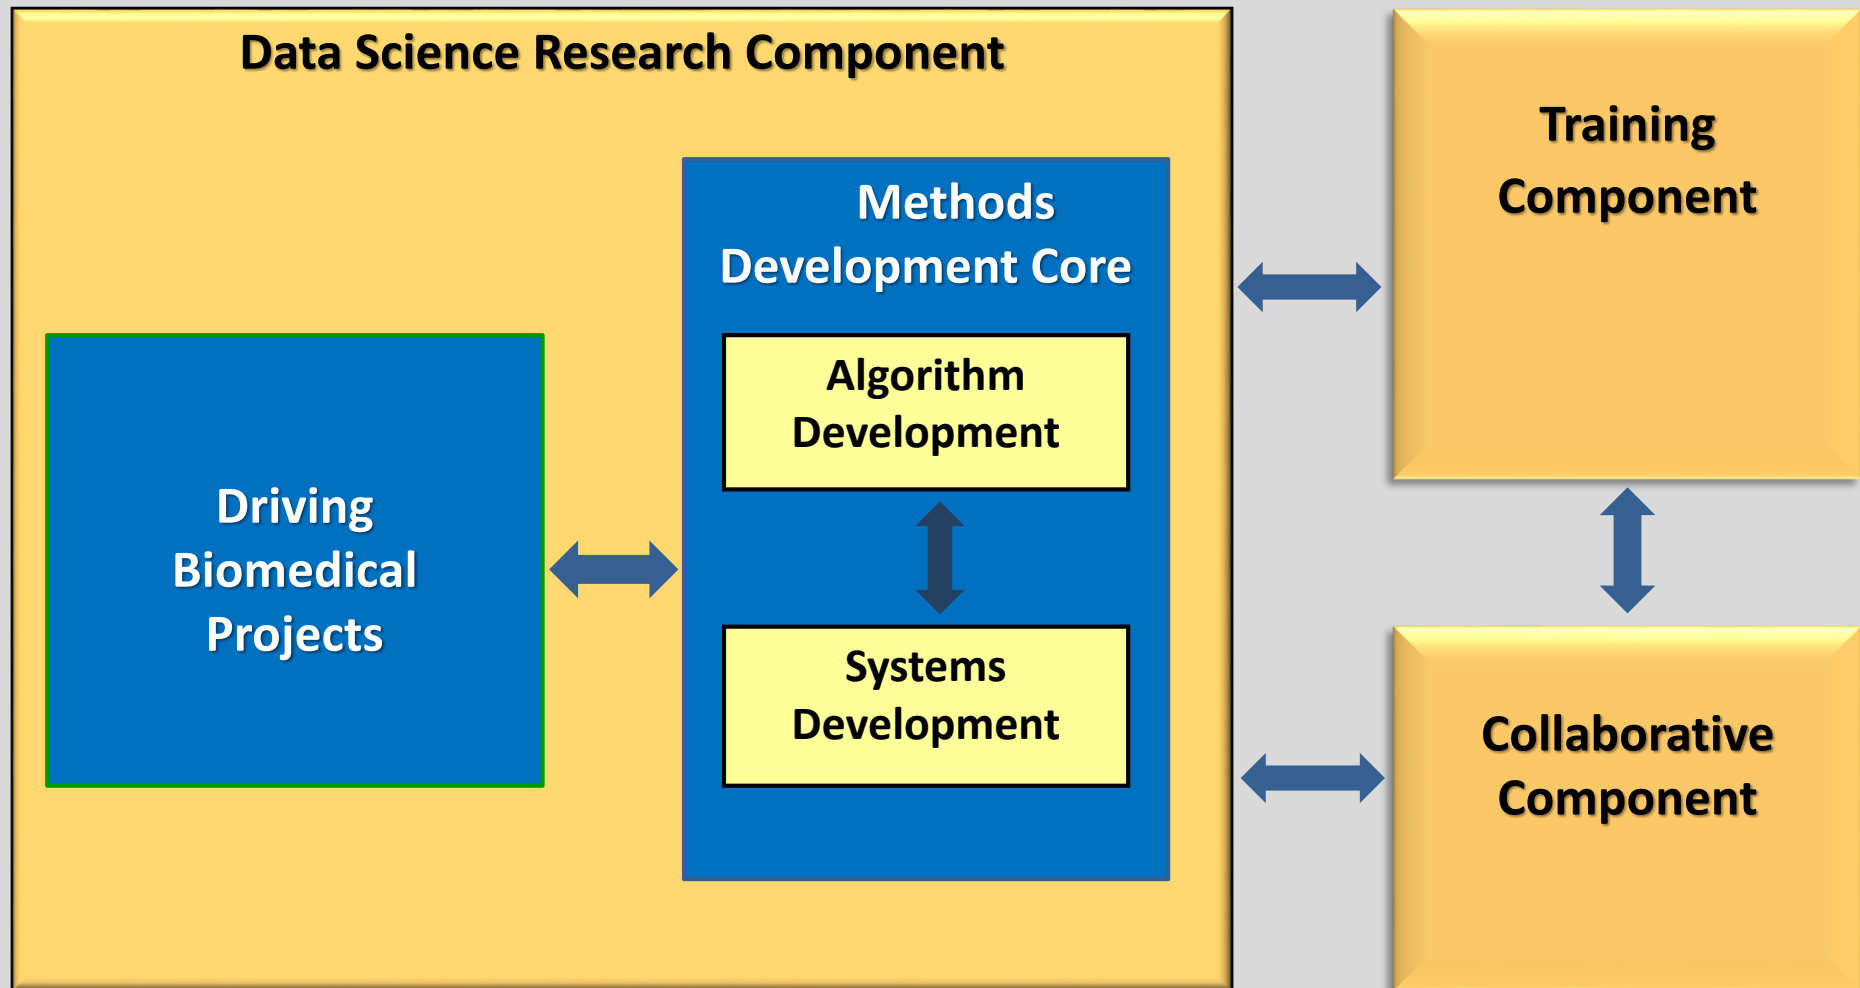 Data Science Research Component
Driving
Biomedical
Projects
Methods
Development Core
Algorithm
Development
Systems
Development
Training
Component
Collaborative
Component